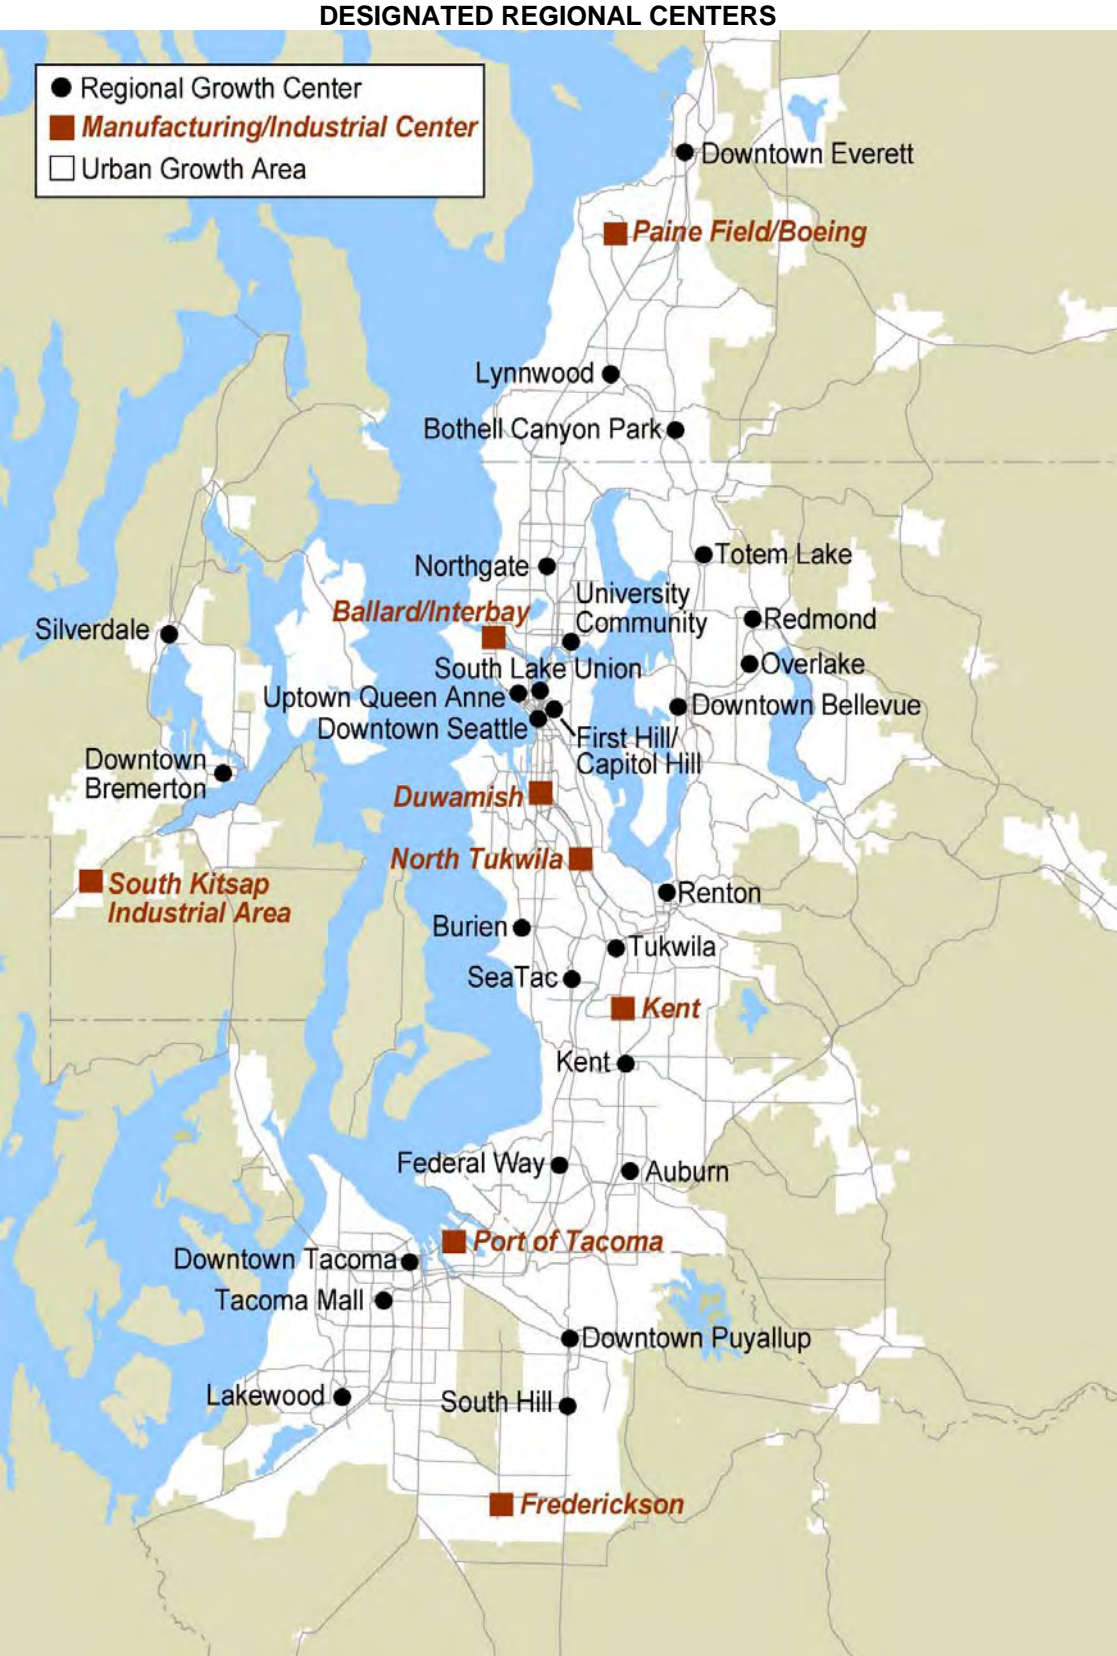 DESIGNATED REGIONAL CENTERS
Regional Growth Center
Manufacturing/Industrial Center
Urban Growth Area
Downtown Everett
Paine Field/Boeing
Lynnwood
Bothell Canyon Park
Totem Lake
Northgate
University
Community
Ballard/Interbay
Redmond
Silverdale
South Lake Union
Overlake
Uptown Queen Anne
Downtown Bellevue
Downtown Seattle
First Hill/
Capitol Hill
Downtown
Bremerton
Duwamish
North Tukwila
South Kitsap
Industrial Area
Renton
Burien
Tukwila
SeaTac
Kent
Kent
Federal Way
Auburn
Port of Tacoma
Downtown Tacoma
Tacoma Mall
Downtown Puyallup
Lakewood
South Hill
Frederickson